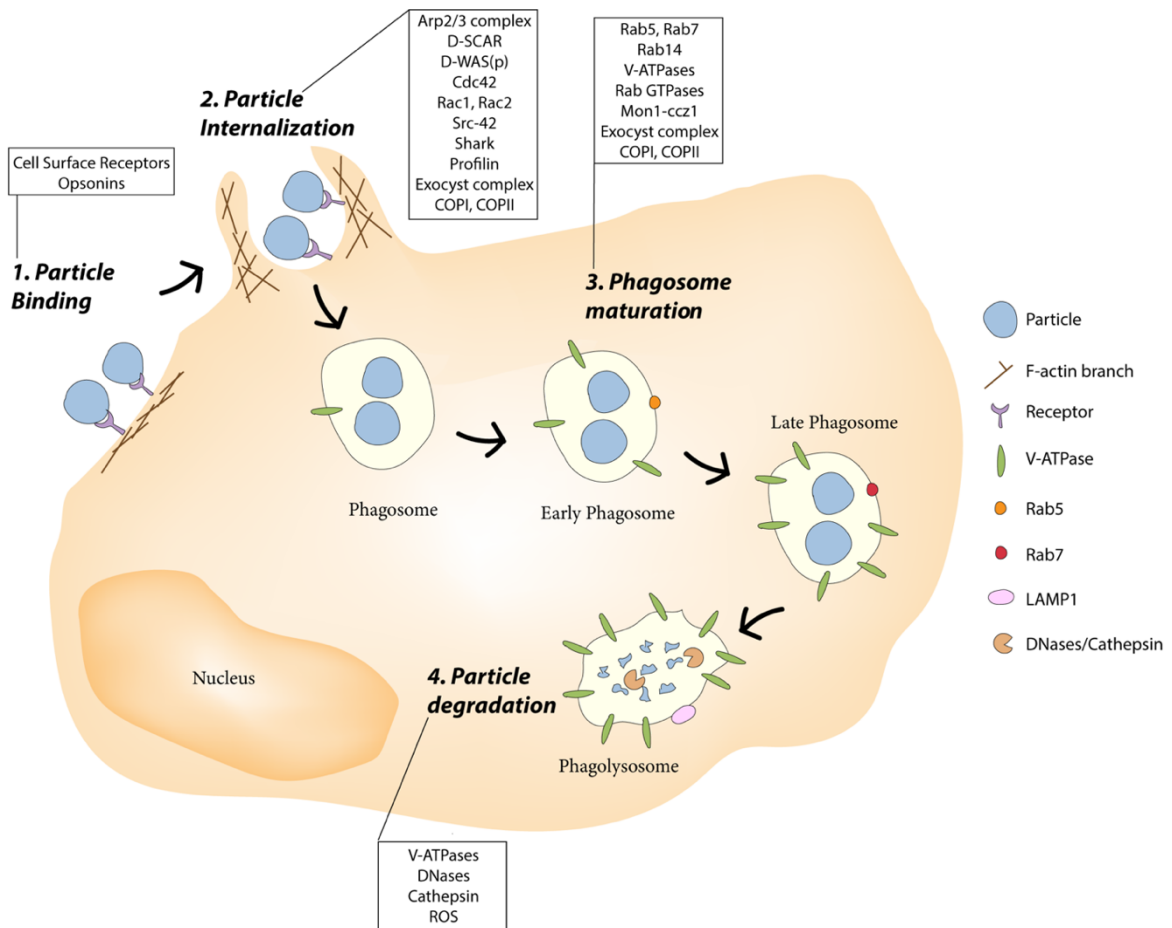 Arp2/3 complex
D-SCAR
D-WAS(p)
Cdc42
Rac1, Rac2
Src-42
Shark
Profilin
Exocyst complex
COPI, COPII
Rab5, Rab7
Rab14
V-ATPases
Rab GTPases
Mon1-ccz1
Exocyst complex
COPI, COPII
2. Particle
Internalization
Cell Surface Receptors
Opsonins
1. Particle
Binding
3. Phagosome
maturation
Phagosome
Early Phagosome
Late Phagosome
Nucleus
4. Particle
degradation
Phagolysosome
V-ATPases
DNases
Cathepsin
ROS
Particle
F-actin branch
Receptor
V-ATPase
Rab5
Rab7
LAMP1
DNases/Cathepsin